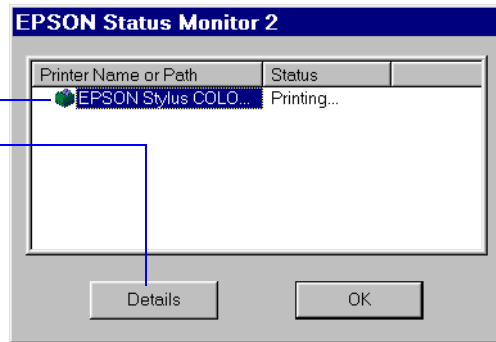 EPSON Status Monitor 2
Printer Name or Path Status
EPSON Stylus COLO... Printing...
Details OK